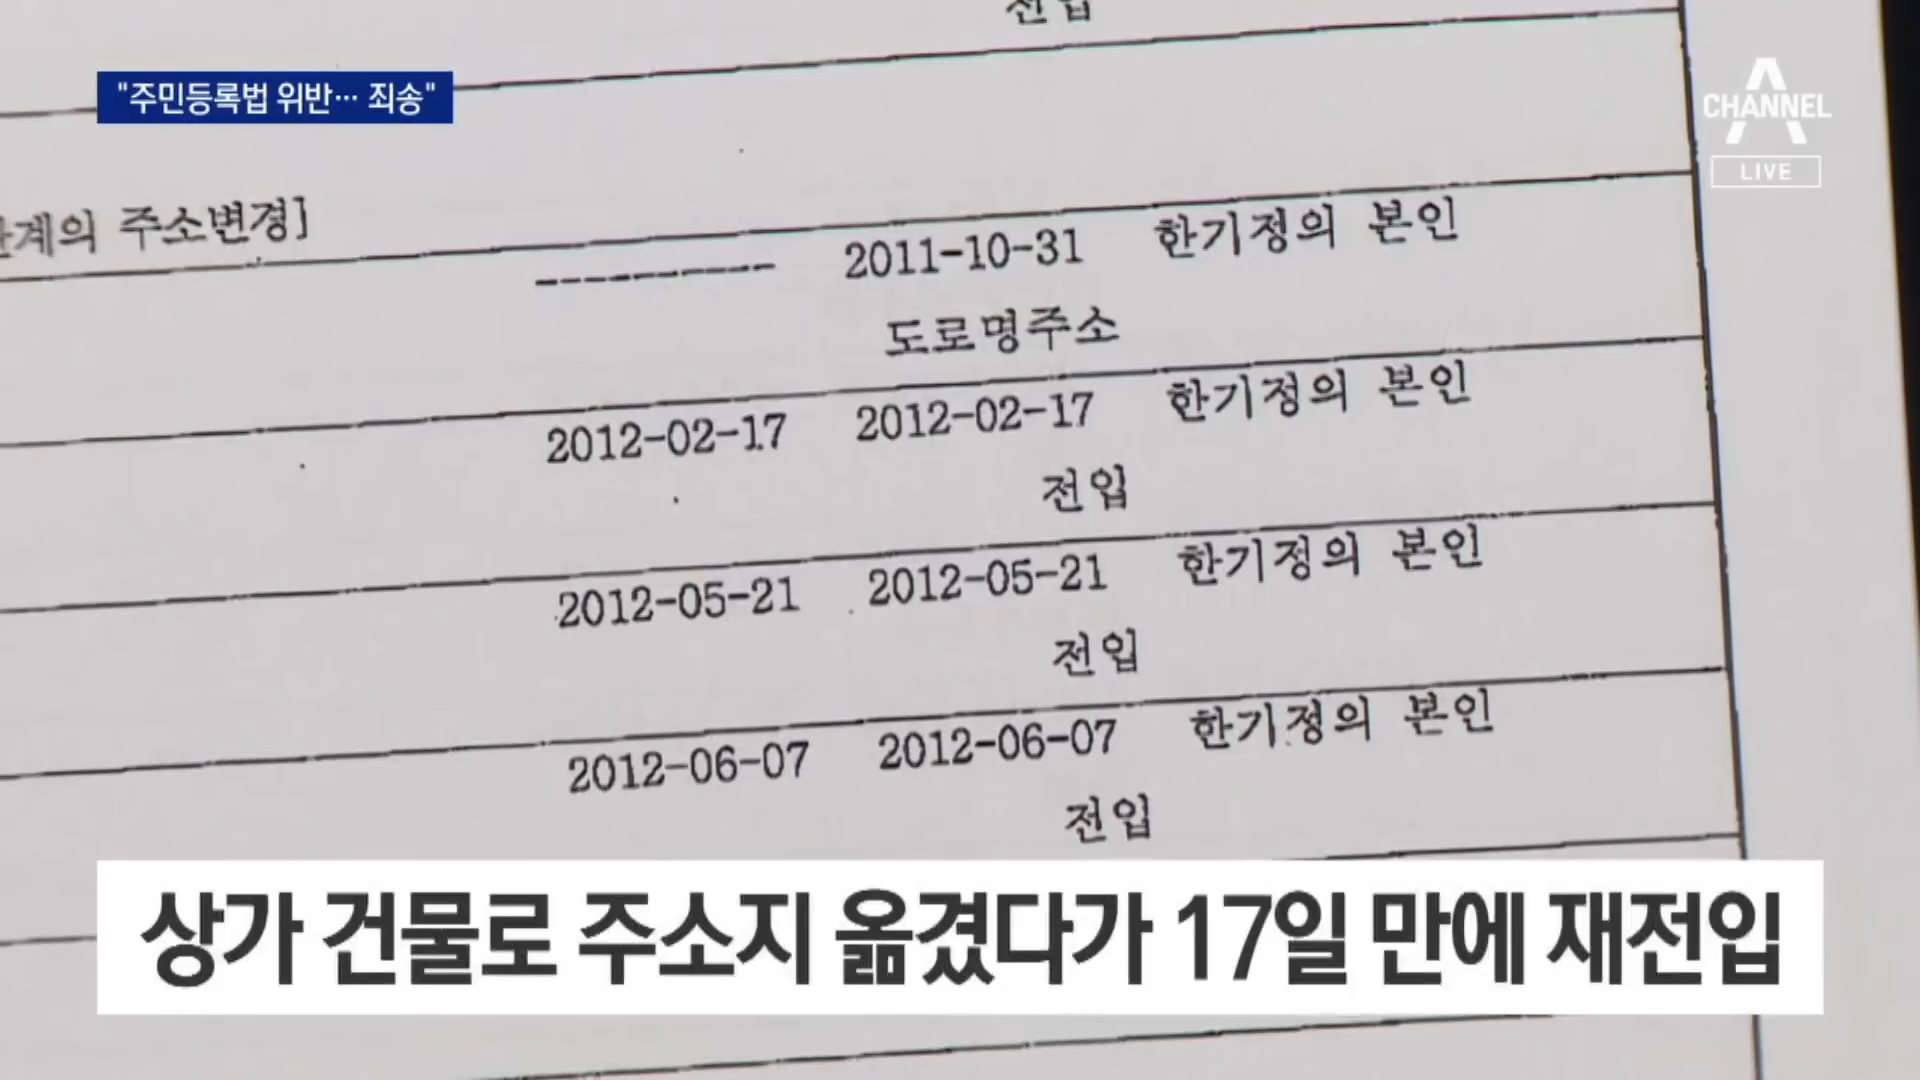 전입
"주민등록법 위반… 죄송"
CHANNEL A
LIVE
계의 주소변경]
---------- 2011-10-31 한기정의 본인
도로명주소
2012-02-17 2012-02-17 한기정의 본인
전입
2012-05-21 2012-05-21 한기정의 본인
전입
2012-06-07 2012-06-07 한기정의 본인
전입
상가 건물로 주소지 옮겼다가 17일 만에 재전입